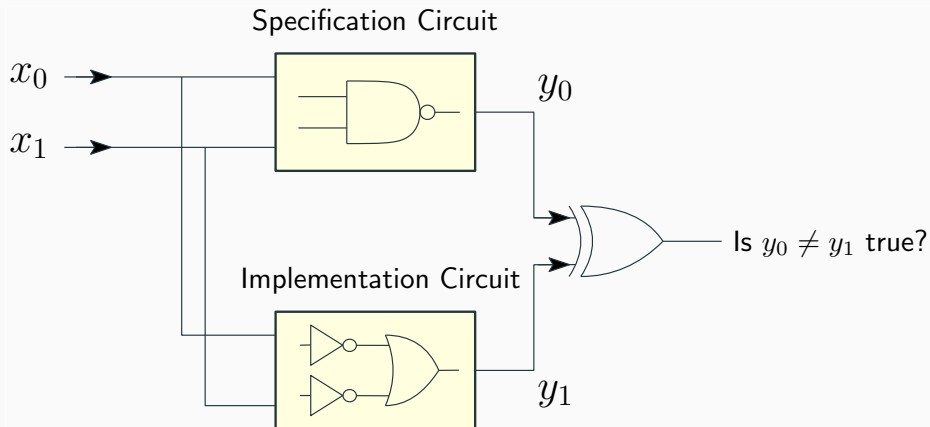 Specification Circuit
x₀
y₀
x₁
Is y₀ ≠ y₁ true?
Implementation Circuit
y₁